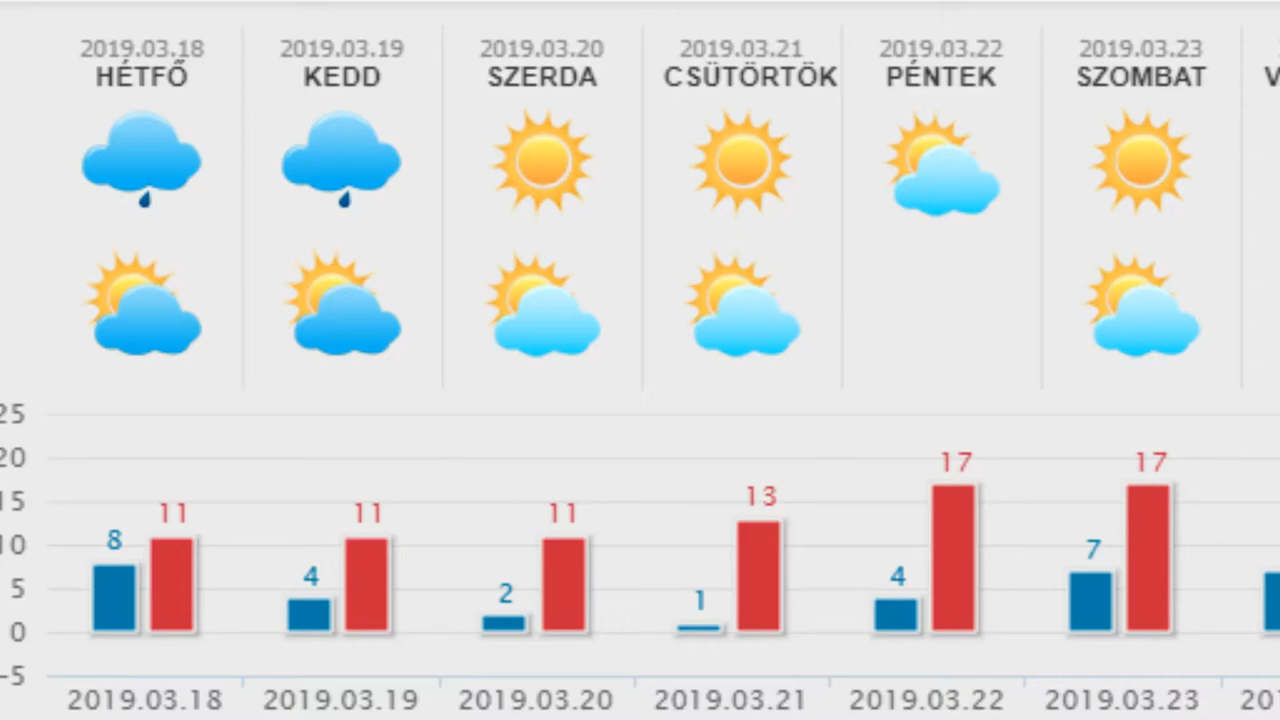 2019.03.18 2019.03.19 2019.03.20 2019.03.21 2019.03.22 2019.03.23
HÉTFŐ KEDD SZERDA CSÜTÖRTÖK PÉNTEK SZOMBAT V
25
20 17 17
15 11 11 11 13
10 8 7
5 4 2 1 4
0
-5
2019.03.18 2019.03.19 2019.03.20 2019.03.21 2019.03.22 2019.03.23 20